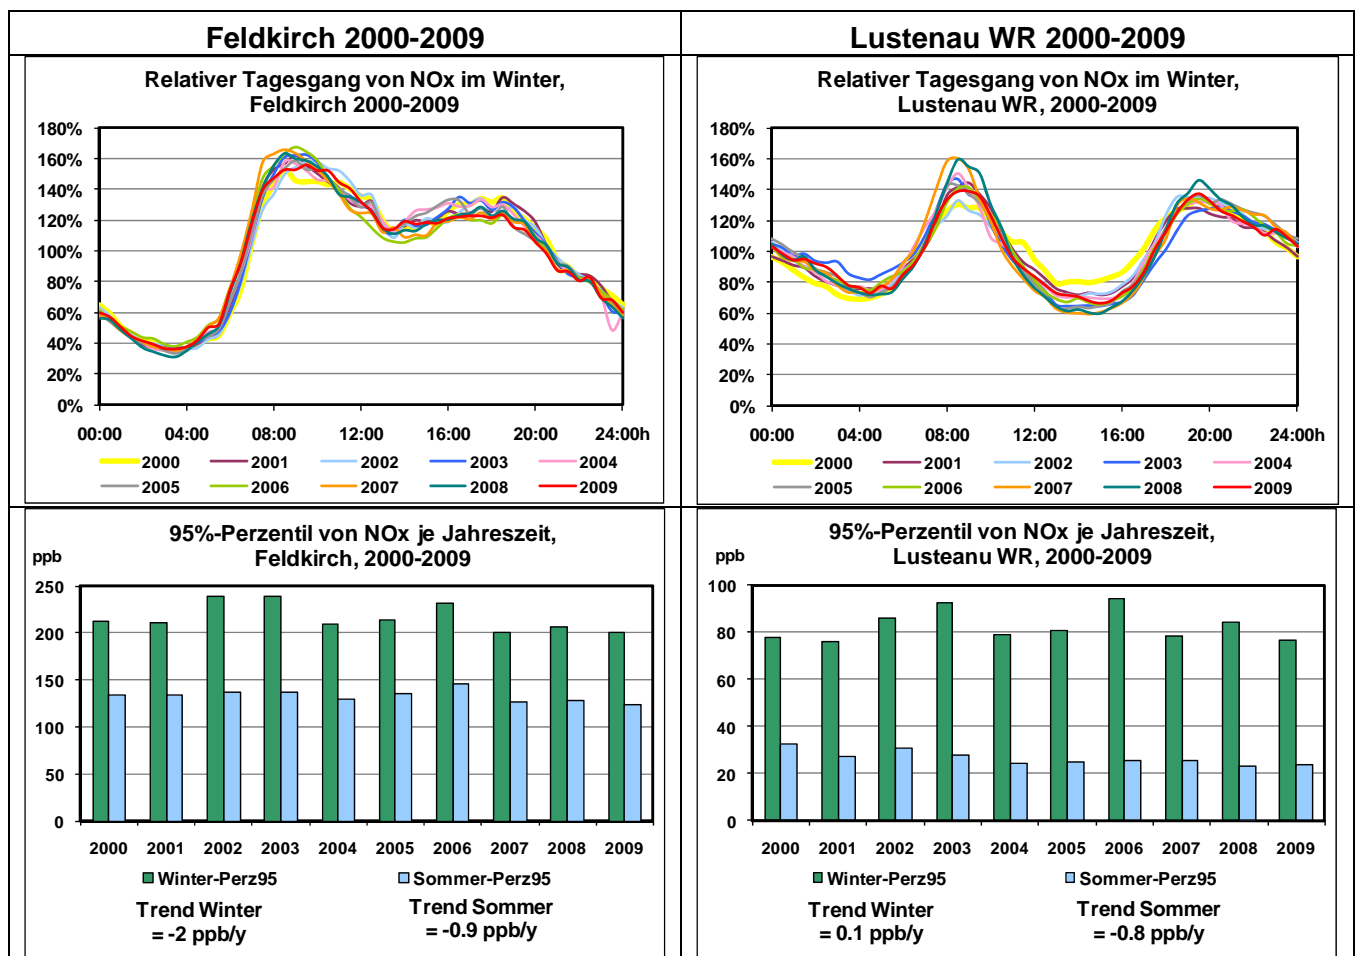 Feldkirch 2000-2009
Lustenau WR 2000-2009
Relativer Tagesgang von NOx im Winter,
Feldkirch 2000-2009
180%
160%
140%
120%
100%
80%
60%
40%
20%
0%
00:00 04:00 08:00 12:00 16:00 20:00 24:00h
2000 2001 2002 2003 2004
2005 2006 2007 2008 2009
Relativer Tagesgang von NOx im Winter,
Lustenau WR, 2000-2009
180%
160%
140%
120%
100%
80%
60%
40%
20%
0%
00:00 04:00 08:00 12:00 16:00 20:00 24:00h
2000 2001 2002 2003 2004
2005 2006 2007 2008 2009
95%-Perzentil von NOx je Jahreszeit,
Feldkirch, 2000-2009
ppb
250
200
150
100
50
0
2000 2001 2002 2003 2004 2005 2006 2007 2008 2009
Winter-Perz95 Sommer-Perz95
Trend Winter
= -2 ppb/y
Trend Sommer
= -0.9 ppb/y
95%-Perzentil von NOx je Jahreszeit,
Lusteanu WR, 2000-2009
ppb
100
80
60
40
20
0
2000 2001 2002 2003 2004 2005 2006 2007 2008 2009
Winter-Perz95 Sommer-Perz95
Trend Winter
= 0.1 ppb/y
Trend Sommer
= -0.8 ppb/y